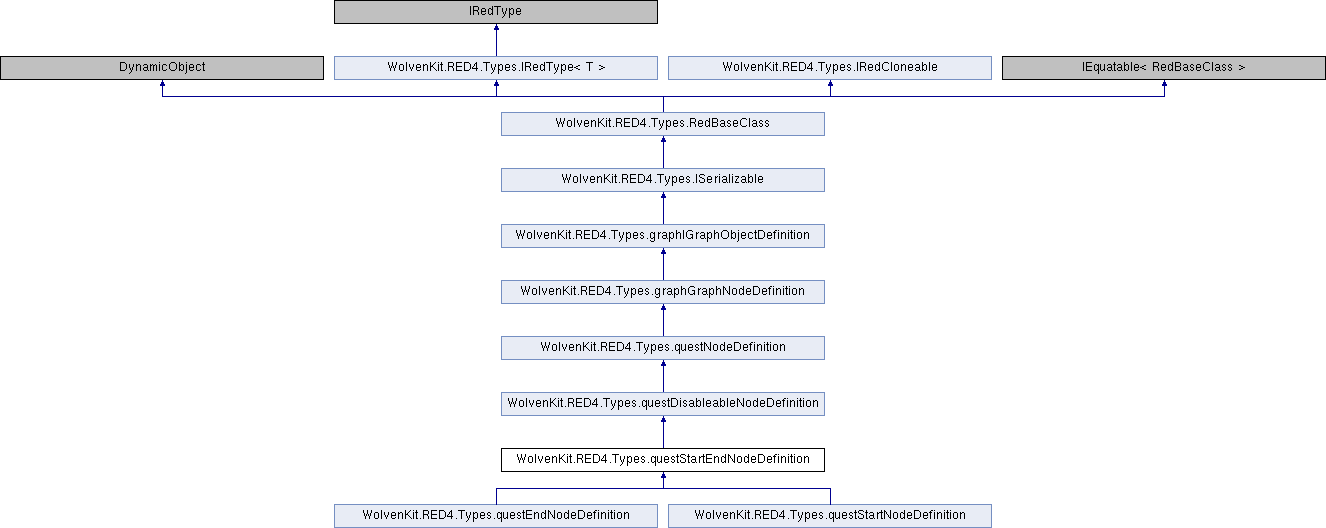 IRedType
DynamicObject
WolvenKit.RED4.Types.IRedType< T >
WolvenKit.RED4.Types.IRedCloneable
IEquatable< RedBaseClass >
WolvenKit.RED4.Types.RedBaseClass
WolvenKit.RED4.Types.ISerializable
WolvenKit.RED4.Types.graphIGraphObjectDefinition
WolvenKit.RED4.Types.graphGraphNodeDefinition
WolvenKit.RED4.Types.questNodeDefinition
WolvenKit.RED4.Types.questDisableableNodeDefinition
WolvenKit.RED4.Types.questStartEndNodeDefinition
WolvenKit.RED4.Types.questEndNodeDefinition
WolvenKit.RED4.Types.questStartNodeDefinition